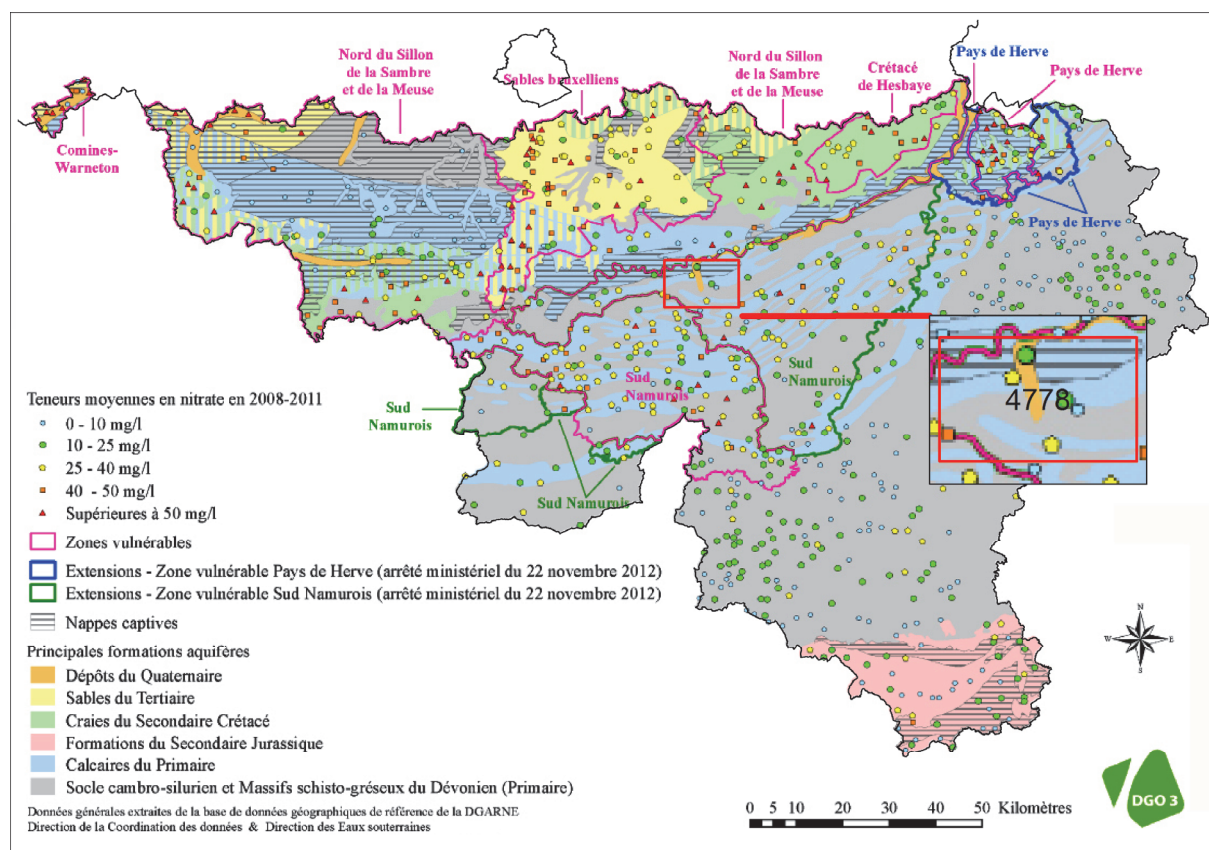 Nord du Sillon
de la Sambre
et de la Meuse
Sables bruxelliens
Nord du Sillon
de la Sambre
et de la Meuse
Crétacé
de Hesbaye
Pays de Herve
Pays de Herve
Comines-
Warneton
Pays de Herve
Sud
Namurois
Sud
Namurois
Sud
Namurois
Sud Namurois
4778
Teneurs moyennes en nitrate en 2008-2011
0 - 10 mg/l
10 - 25 mg/l
25 - 40 mg/l
40 - 50 mg/l
Supérieures à 50 mg/l
Zones vulnérables
Extensions - Zone vulnérable Pays de Herve (arrêté ministériel du 22 novembre 2012)
Extensions - Zone vulnérable Sud Namurois (arrêté ministériel du 22 novembre 2012)
Nappes captives
Principales formations aquifères
Dépôts du Quaternaire
Sables du Tertiaire
Craies du Secondaire Crétacé
Formations du Secondaire Jurassique
Calcaires du Primaire
Socle cambro-silurien et Massifs schisto-gréseux du Dévonien (Primaire)
Données générales extraites de la base de données géographiques de référence de la DGARNE
Direction de la Coordination des données & Direction des Eaux souterraines
N
W E
S
0 5 10 20 30 40 50 Kilomètres
DGO 3